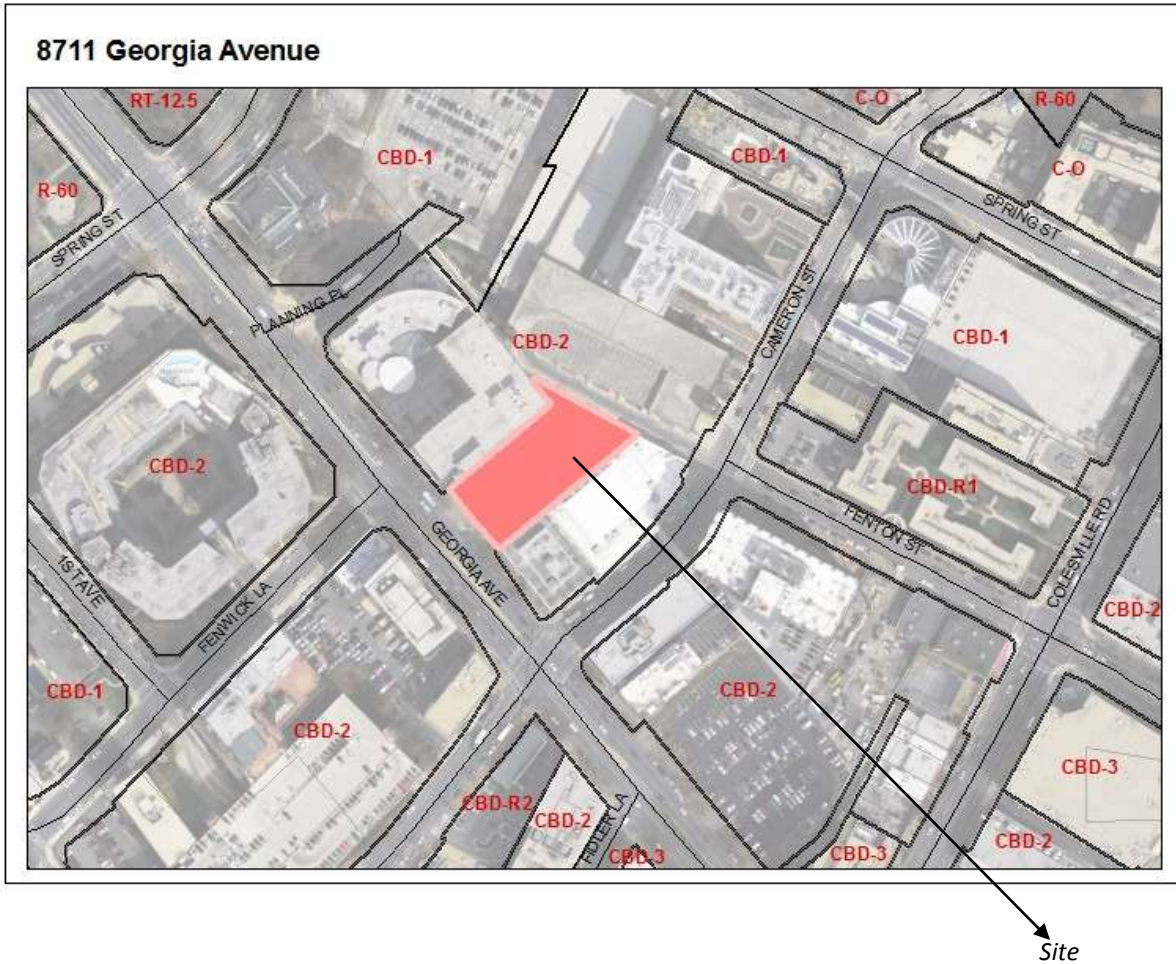 8711 Georgia Avenue
RT-12.5
C-O
R-60
CBD-1
CBD-1
C-O
R-60
SPRING ST
SPRING ST
CAMERON ST
PLANNING PL
CBD-2
CBD-1
CBD-2
CBD-R1
GEORGIA AVE
FENTON ST
COLESVILLE RD
1ST AVE
FENWICK LA
CBD-2
CBD-1
CBD-2
CBD-2
CBD-3
CBD-R2
CBD-2
FIDLER LA
CBD-3
CBD-3
CBD-2
Site